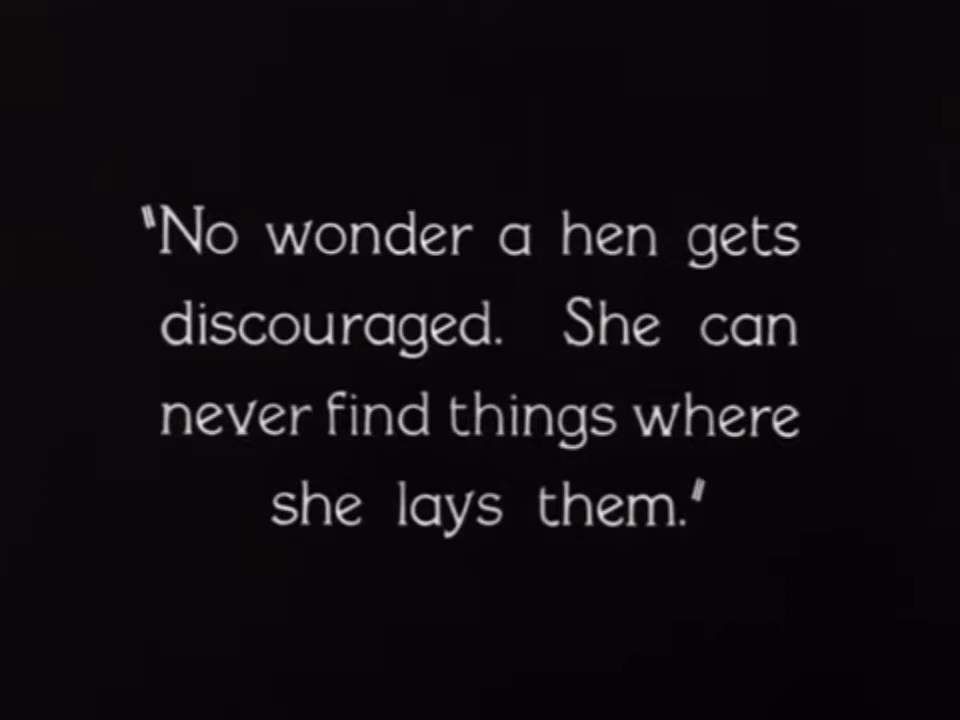 "No wonder a hen gets
discouraged. She can
never find things where
she lays them."